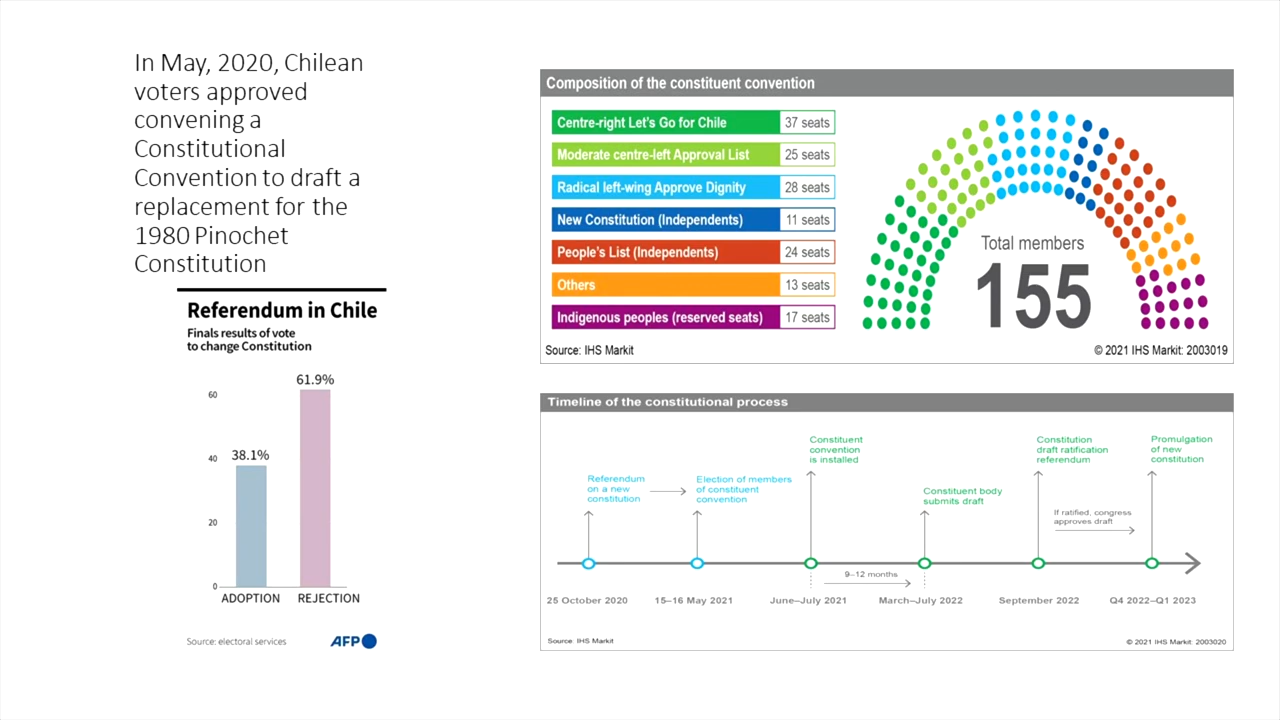 In May, 2020, Chilean
voters approved
convening a
Constitutional
Convention to draft a
replacement for the
1980 Pinochet
Constitution
Referendum in Chile
Finals results of vote
to change Constitution
61.9%
60
38.1%
40
20
0
ADOPTION REJECTION
Source: electoral services AFP
Composition of the constituent convention
Centre-right Let's Go for Chile 37 seats
Moderate centre-left Approval List 25 seats
Radical left-wing Approve Dignity 28 seats
New Constitution (Independents) 11 seats
People's List (Independents) 24 seats
Others 13 seats
Indigenous peoples (reserved seats) 17 seats
Total members
155
Source: IHS Markit © 2021 IHS Markit: 2003019
Timeline of the constitutional process
Referendum
on a new
constitution
Election of members
of constituent
convention
Constituent
convention
is installed
Constituent body
submits draft
Constitution
draft ratification
referendum
If ratified, congress
approves draft
Promulgation
of new
constitution
9–12 months
25 October 2020 15–16 May 2021 June–July 2021 March–July 2022 September 2022 Q4 2022–Q1 2023
Source: IHS Markit © 2021 IHS Markit: 2003020